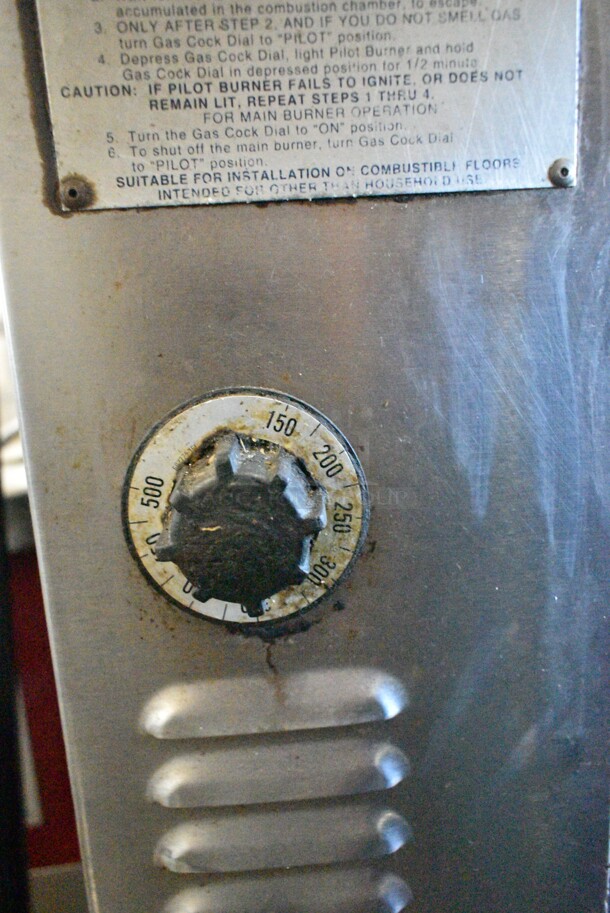 accumulated in the combustion chamber, to escape.
3. ONLY AFTER STEP 2, AND IF YOU DO NOT SMELL GAS
turn Gas Cock Dial to "PILOT" position.
4. Depress Gas Cock Dial, light Pilot Burner and hold
Gas Cock Dial in depressed position for 1/2 minute
CAUTION: IF PILOT BURNER FAILS TO IGNITE, OR DOES NOT
REMAIN LIT, REPEAT STEPS 1 THRU 4.
FOR MAIN BURNER OPERATION
5. Turn the Gas Cock Dial to "ON" position.
6. To shut off the main burner, turn Gas Cock Dial
to "PILOT" position.
SUITABLE FOR INSTALLATION ON COMBUSTIBLE FLOORS
INTENDED FOR OTHER THAN HOUSEHOLD USE
150
200
250
300
500